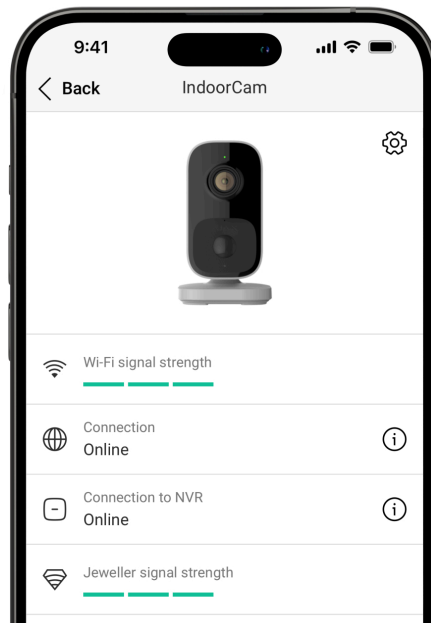 9:41
Back
IndoorCam
Wi-Fi signal strength
Connection
Online
Connection to NVR
Online
Jeweller signal strength